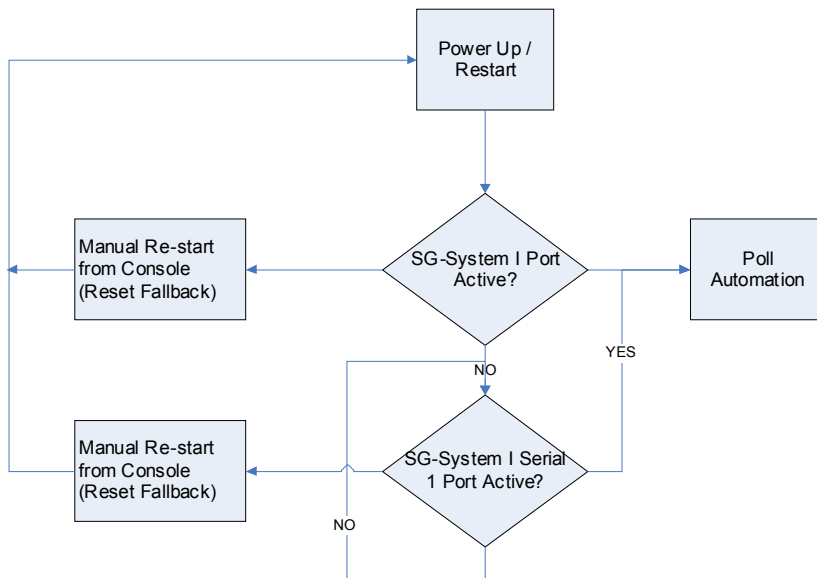 Power Up /
Restart
Manual Re-start
from Console
(Reset Fallback)
SG-System I Port
Active?
Poll
Automation
YES
NO
Manual Re-start
from Console
(Reset Fallback)
SG-System I Serial
1 Port Active?
NO